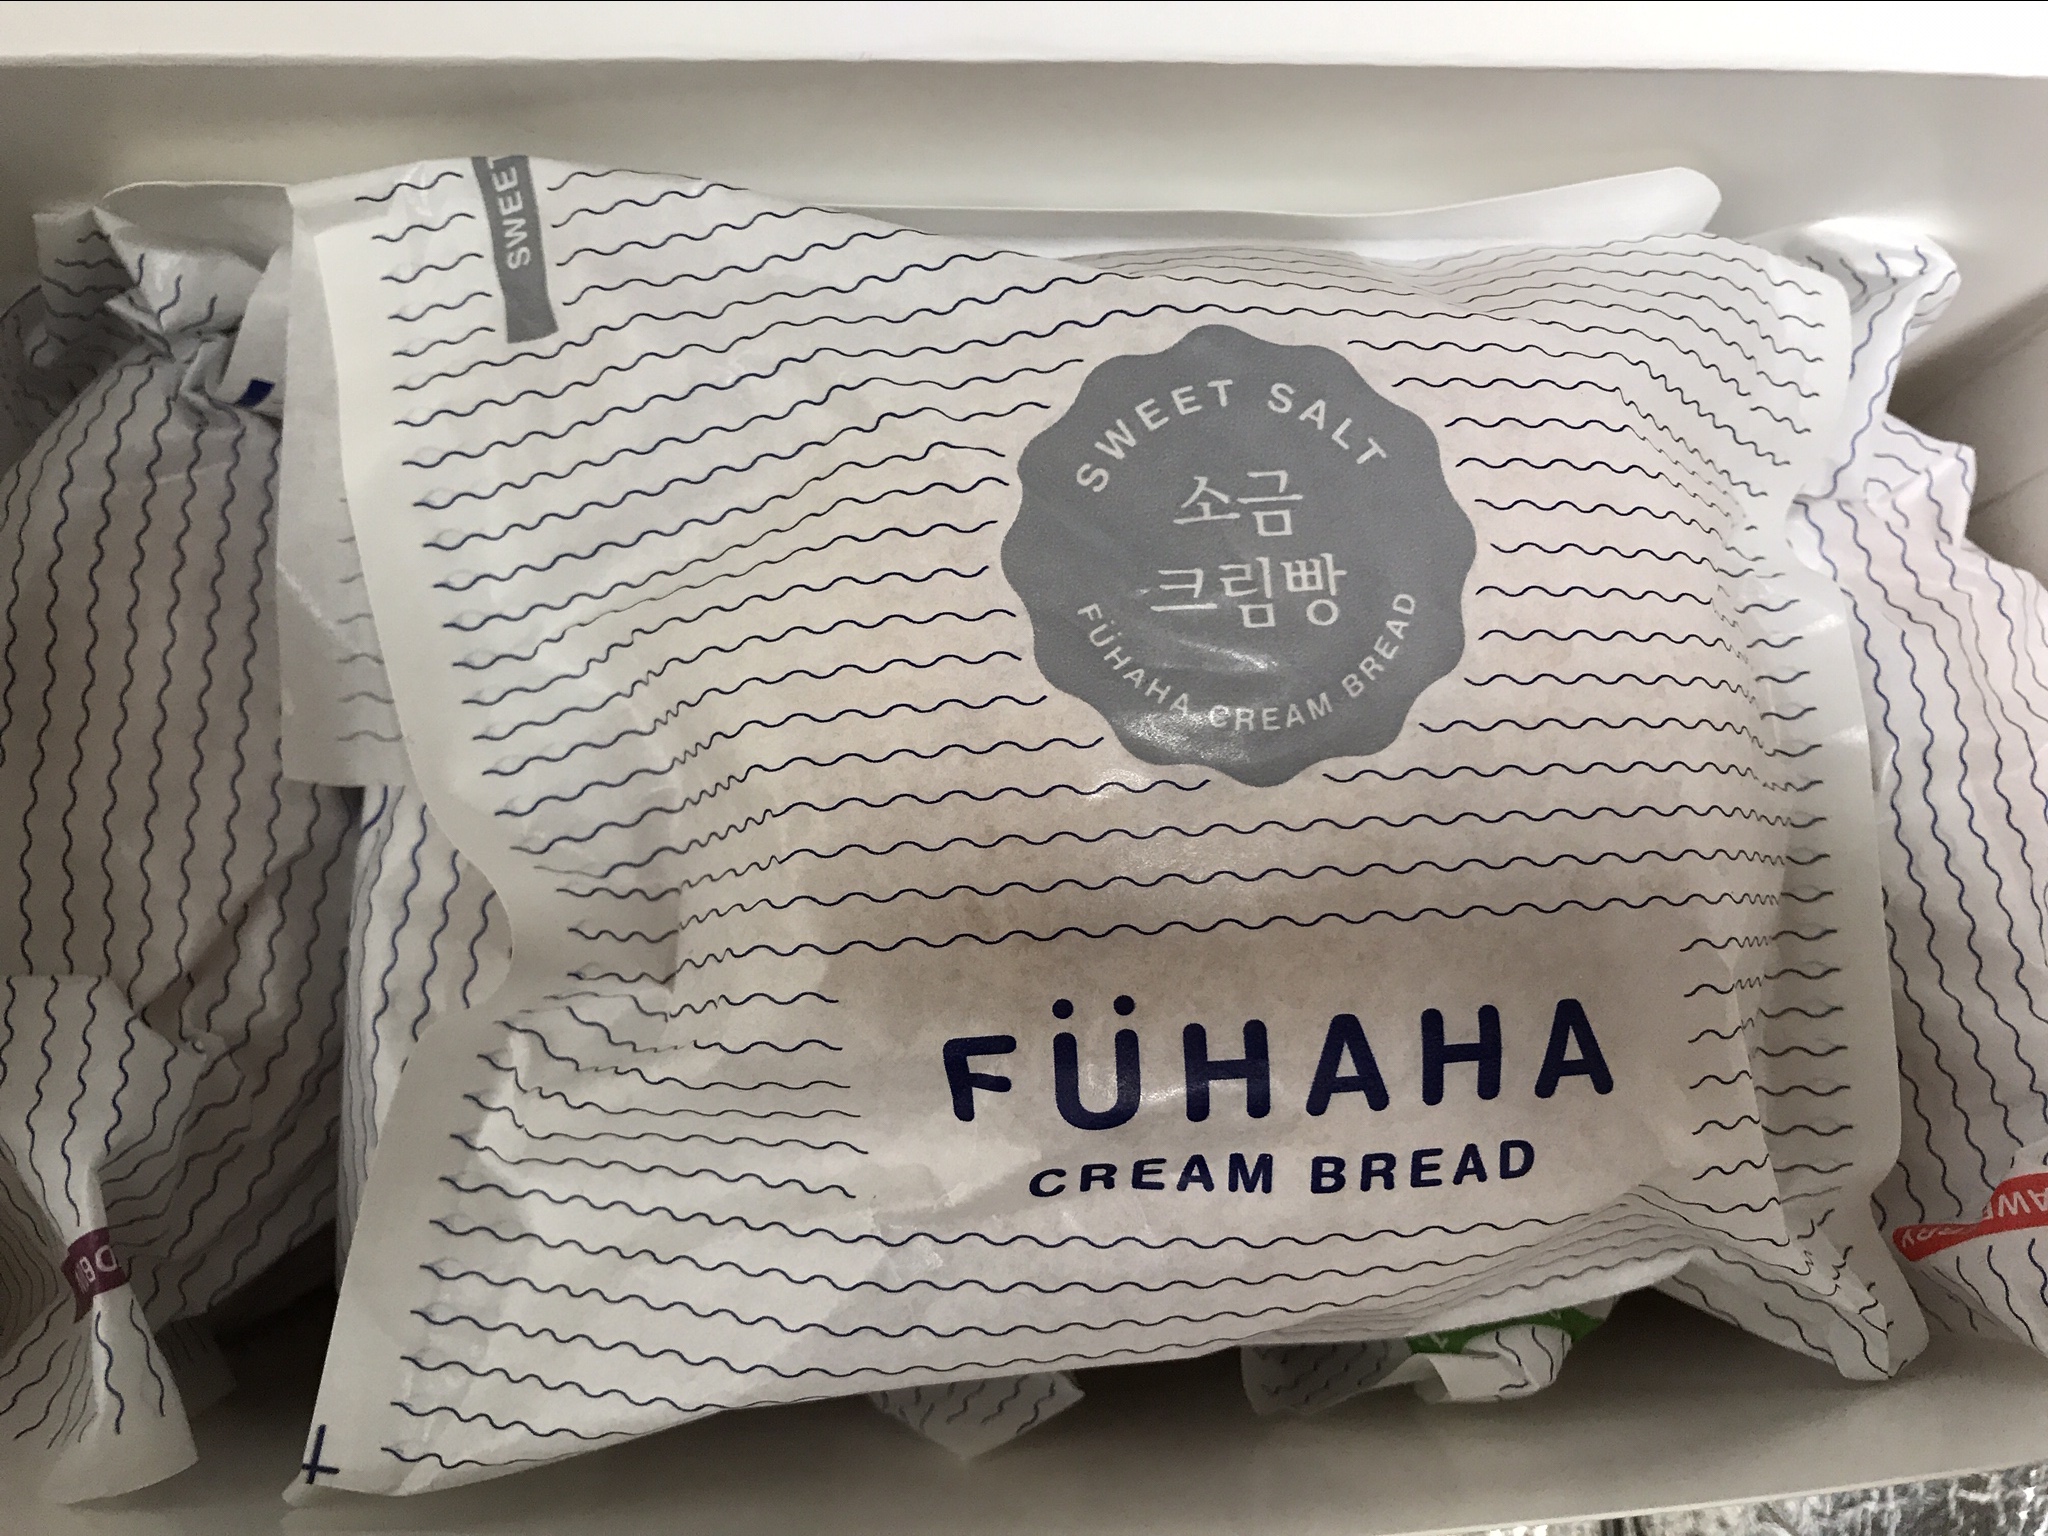 SWEET
SWEET SALT
소금
크림빵
FÜHAHA CREAM BREAD
FÜHAHA
CREAM BREAD